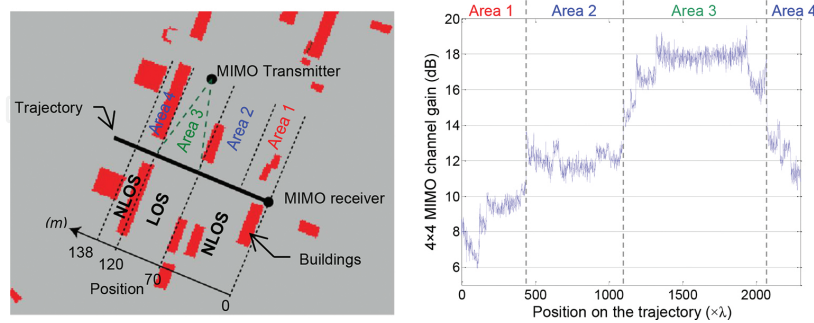 MIMO Transmitter
Trajectory
Area 4
Area 3
Area 2
Area 1
NLOS
LOS
NLOS
MIMO receiver
Buildings
(m)
138
120
70
0
Position
Area 1
Area 2
Area 3
Area 4
20
18
16
14
12
10
8
6
4×4 MIMO channel gain (dB)
0
500
1000
1500
2000
Position on the trajectory (×λ)